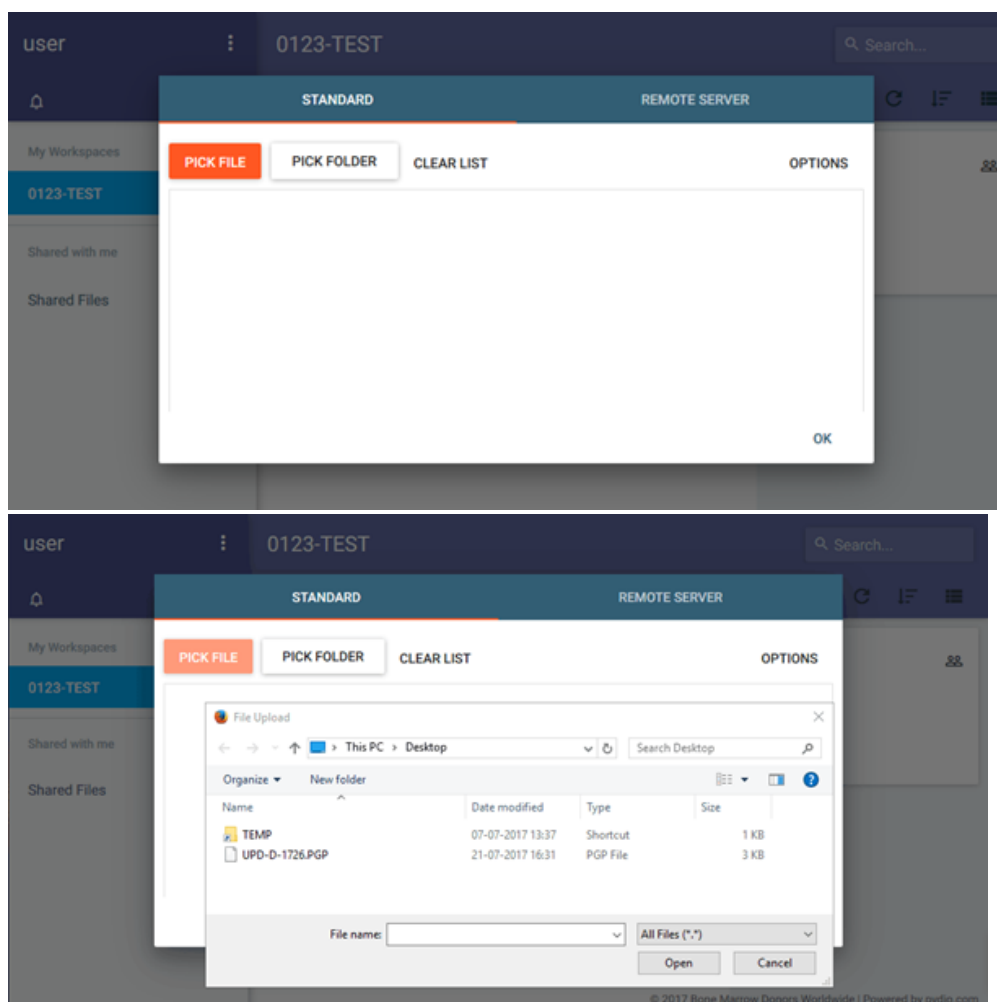 user
0123-TEST
Search...
STANDARD
REMOTE SERVER
My Workspaces
PICK FILE
PICK FOLDER
CLEAR LIST
OPTIONS
0123-TEST
Shared with me
Shared Files
OK
user
0123-TEST
Search...
STANDARD
REMOTE SERVER
My Workspaces
PICK FILE
PICK FOLDER
CLEAR LIST
OPTIONS
0123-TEST
Shared with me
Shared Files
File Upload
This PC > Desktop
Search Desktop
Organize
New folder
Name Date modified Type Size
TEMP 07-07-2017 13:37 Shortcut 1 KB
UPD-D-1726.PGP 21-07-2017 16:31 PGP File 3 KB
File name:
All Files (*.*)
Open
Cancel
© 2017 Bone Marrow Donors Worldwide | Powered by pydio.com